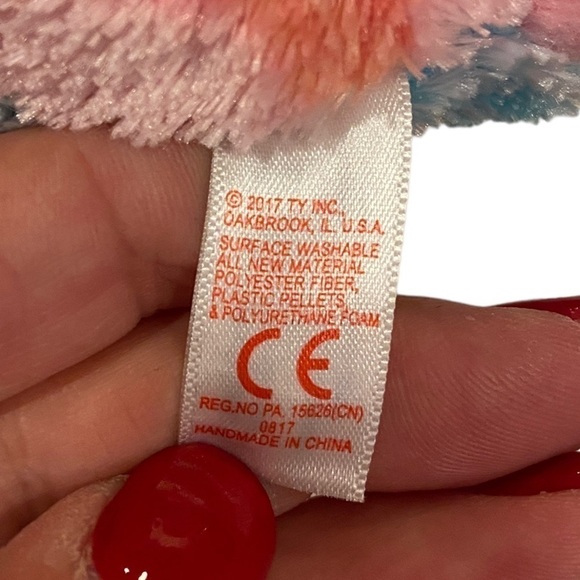 © 2017 TY INC.,
OAKBROOK, IL, U.S.A.
SURFACE WASHABLE
ALL NEW MATERIAL
POLYESTER FIBER,
PLASTIC PELLETS,
& POLYURETHANE FOAM
CE
REG.NO PA. 15626(CN)
0817
HANDMADE IN CHINA